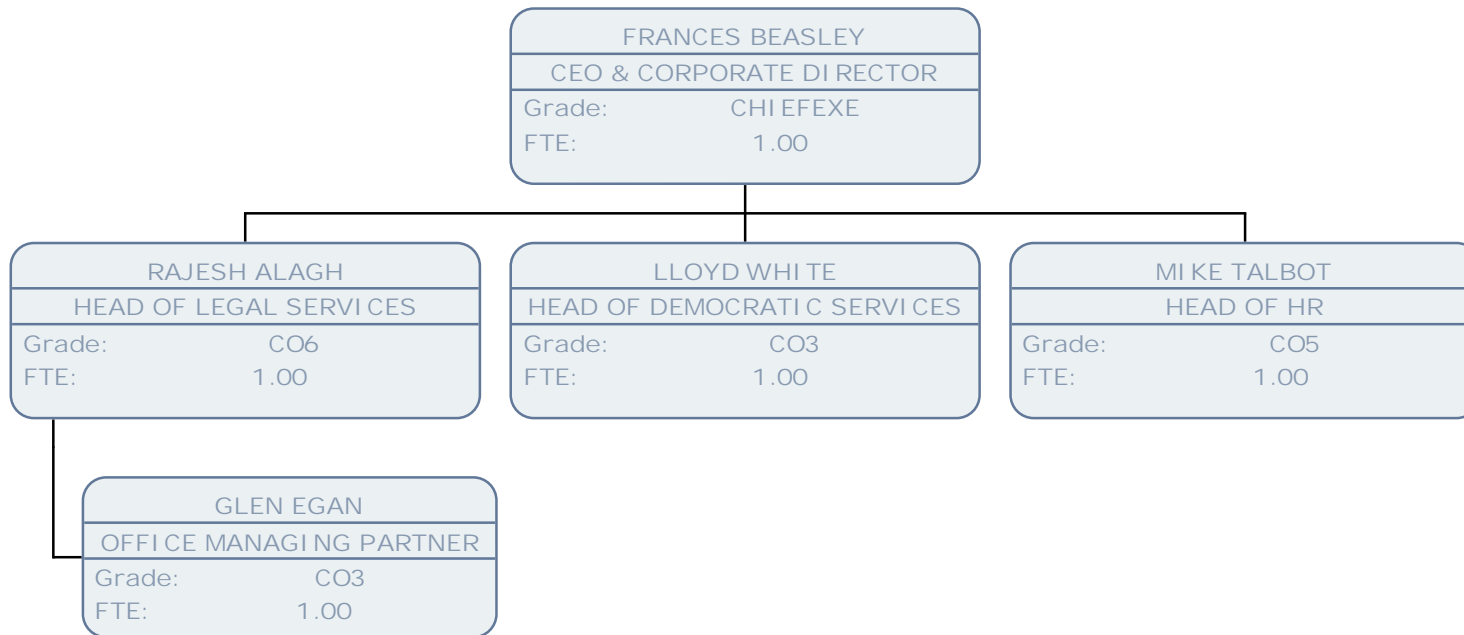 FRANCES BEASLEY
CEO & CORPORATE DIRECTOR
Grade: CHIEFEXE
FTE: 1.00
RAJESH ALAGH
HEAD OF LEGAL SERVICES
Grade: CO6
FTE: 1.00
LLOYD WHITE
HEAD OF DEMOCRATIC SERVICES
Grade: CO3
FTE: 1.00
MIKE TALBOT
HEAD OF HR
Grade: CO5
FTE: 1.00
GLEN EGAN
OFFICE MANAGING PARTNER
Grade: CO3
FTE: 1.00